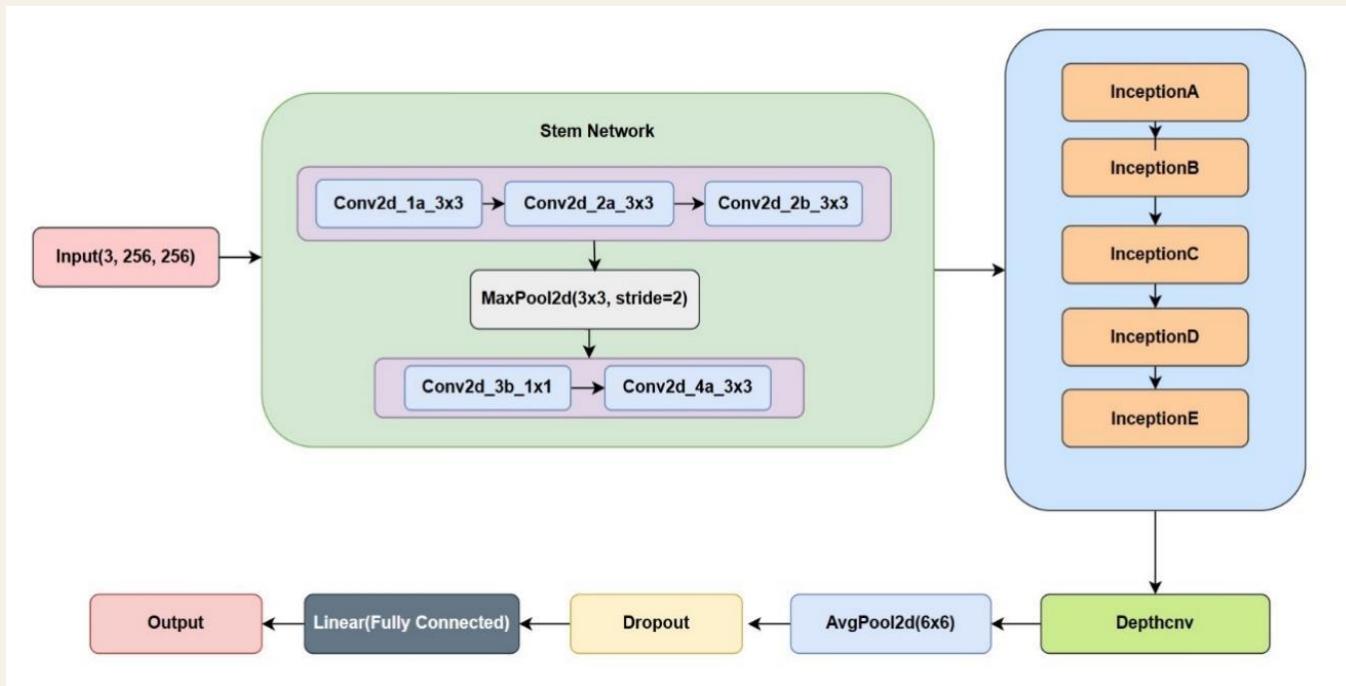 Stem Network
Conv2d_1a_3x3
Conv2d_2a_3x3
Conv2d_2b_3x3
Input(3, 256, 256)
MaxPool2d(3x3, stride=2)
Conv2d_3b_1x1
Conv2d_4a_3x3
InceptionA
InceptionB
InceptionC
InceptionD
InceptionE
Output
Linear(Fully Connected)
Dropout
AvgPool2d(6x6)
Depthcnv